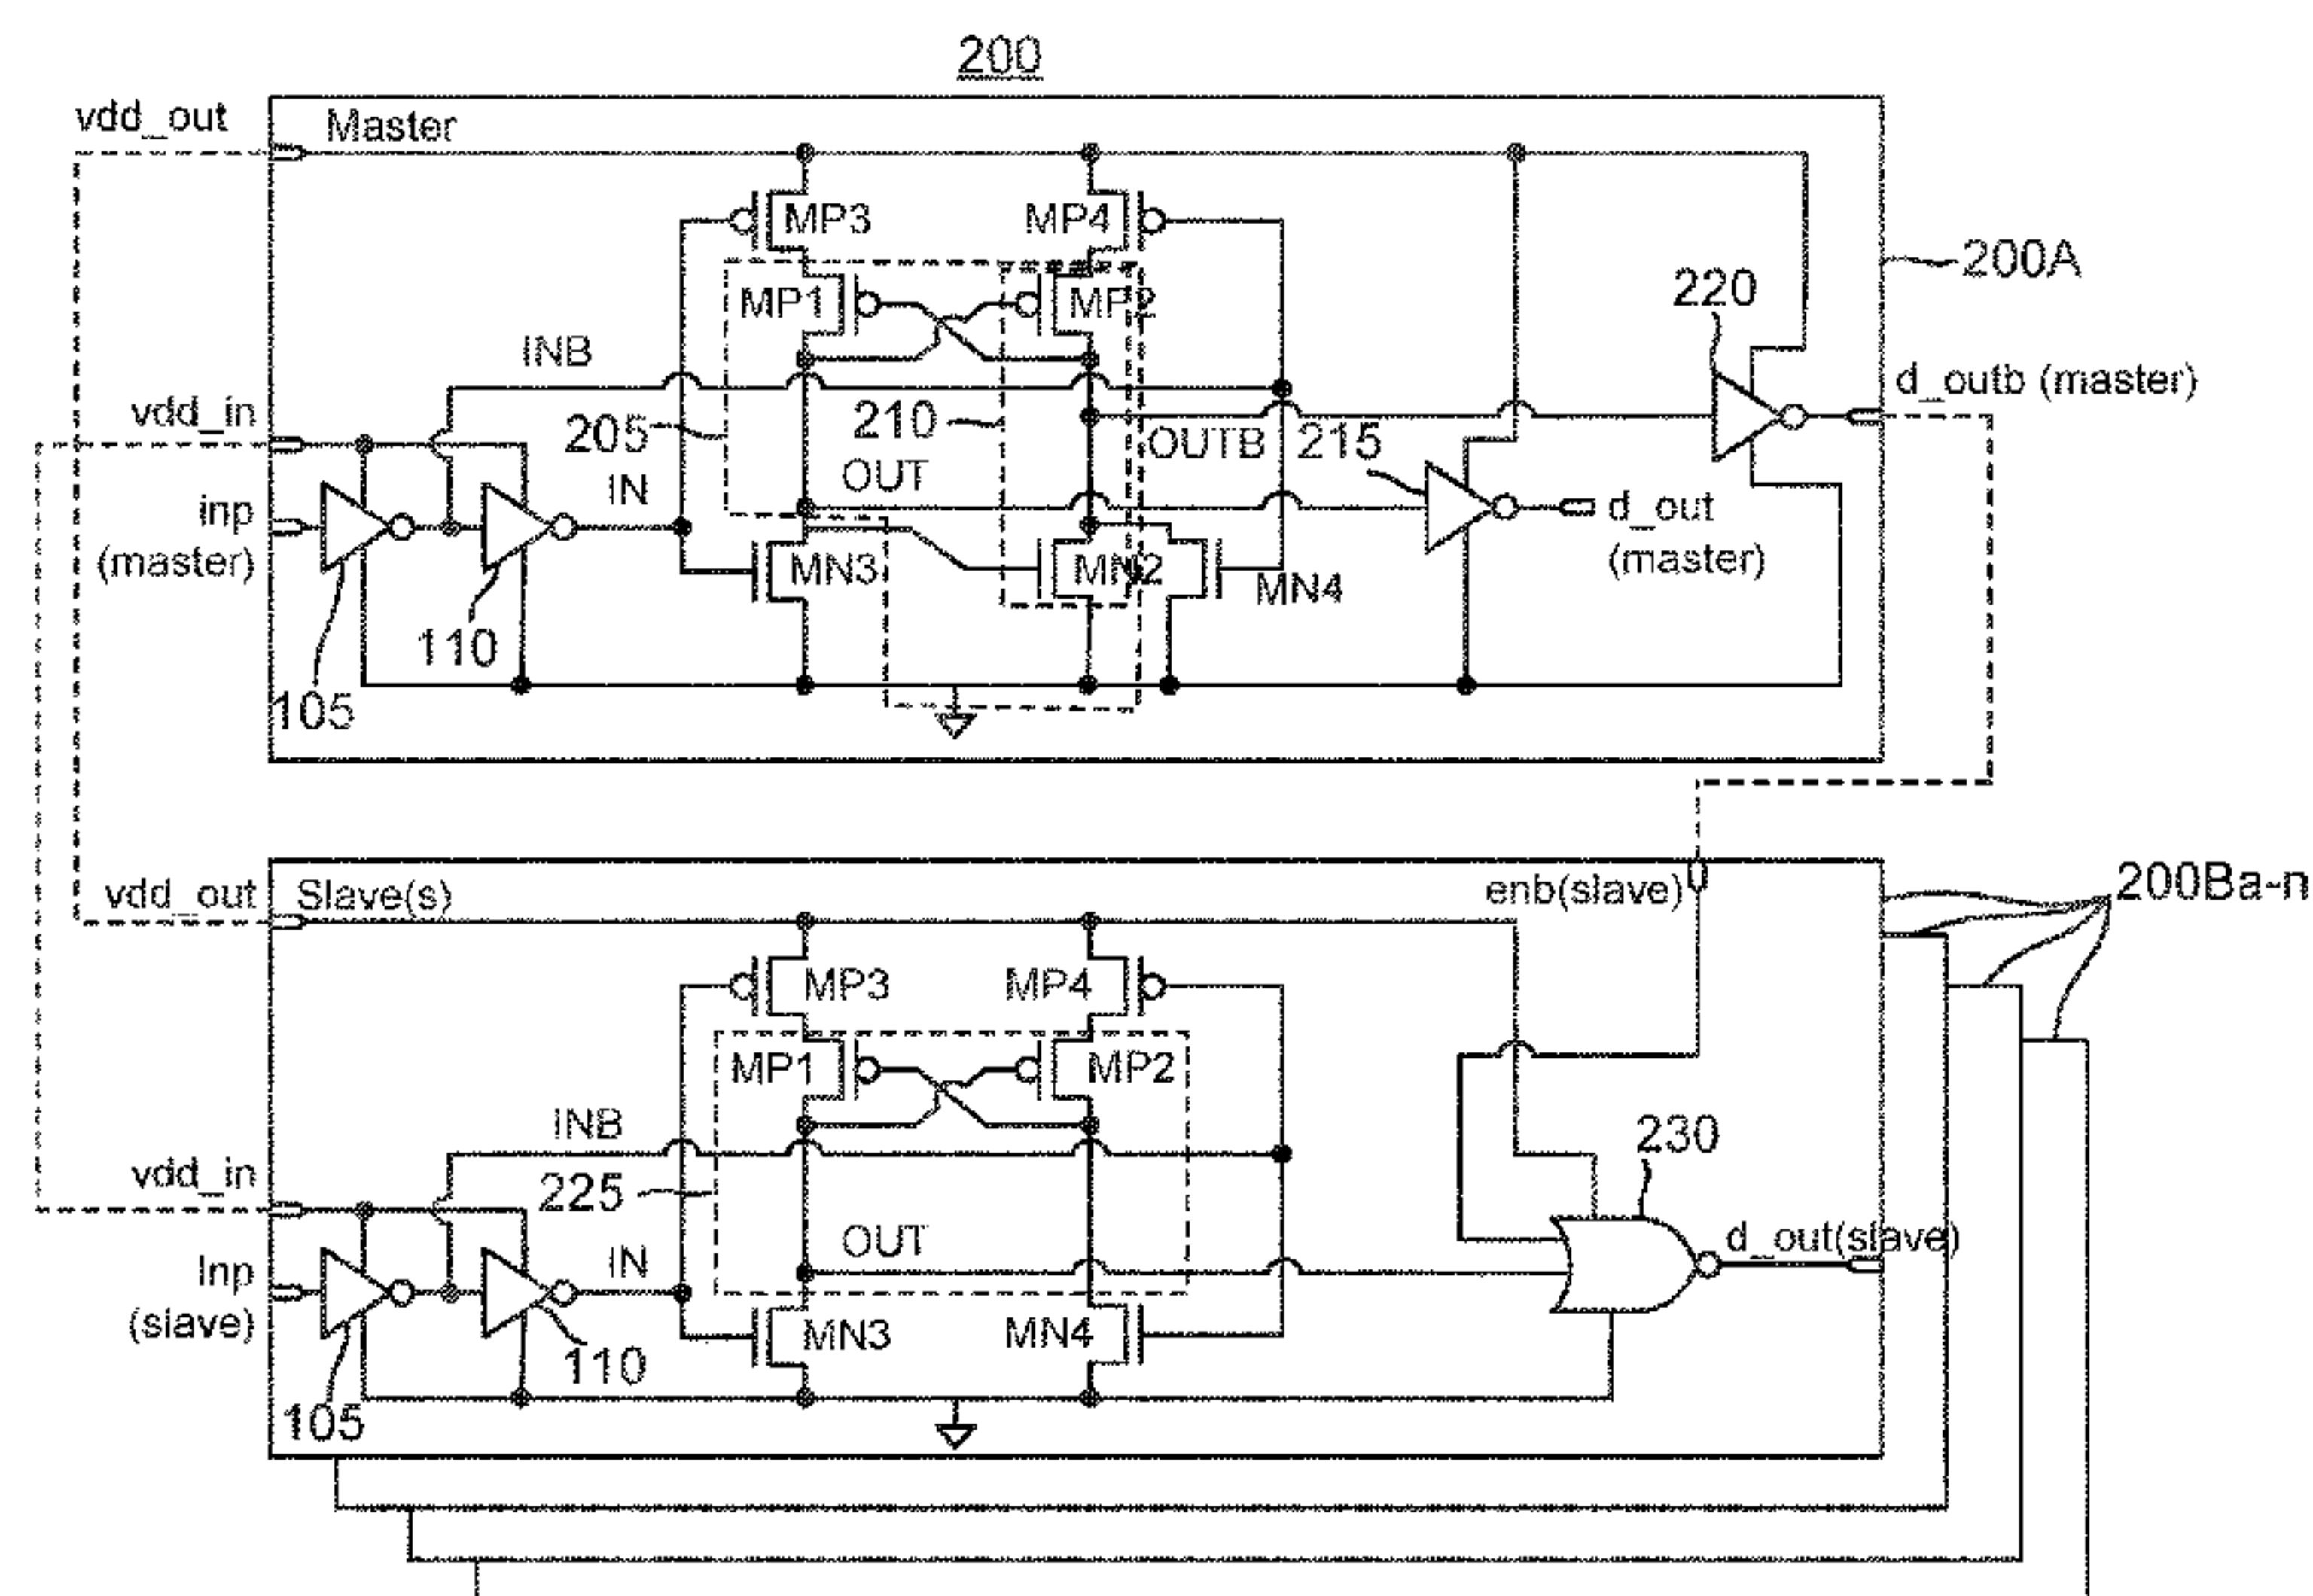 200
vdd_out
Master
MP3
MP4
200A
MP1
MP2
220
INB
d_outb (master)
vdd_in
205
210
OUTB
215
IN
OUT
inp
(master)
d_out
(master)
MN3
MN2
MN4
110
105
vdd_out
Slave(s)
enb(slave)
200Ba-n
MP3
MP4
MP1
MP2
INB
230
vdd_in
225
OUT
d_out(slave)
Inp
(slave)
IN
MN3
MN4
110
105